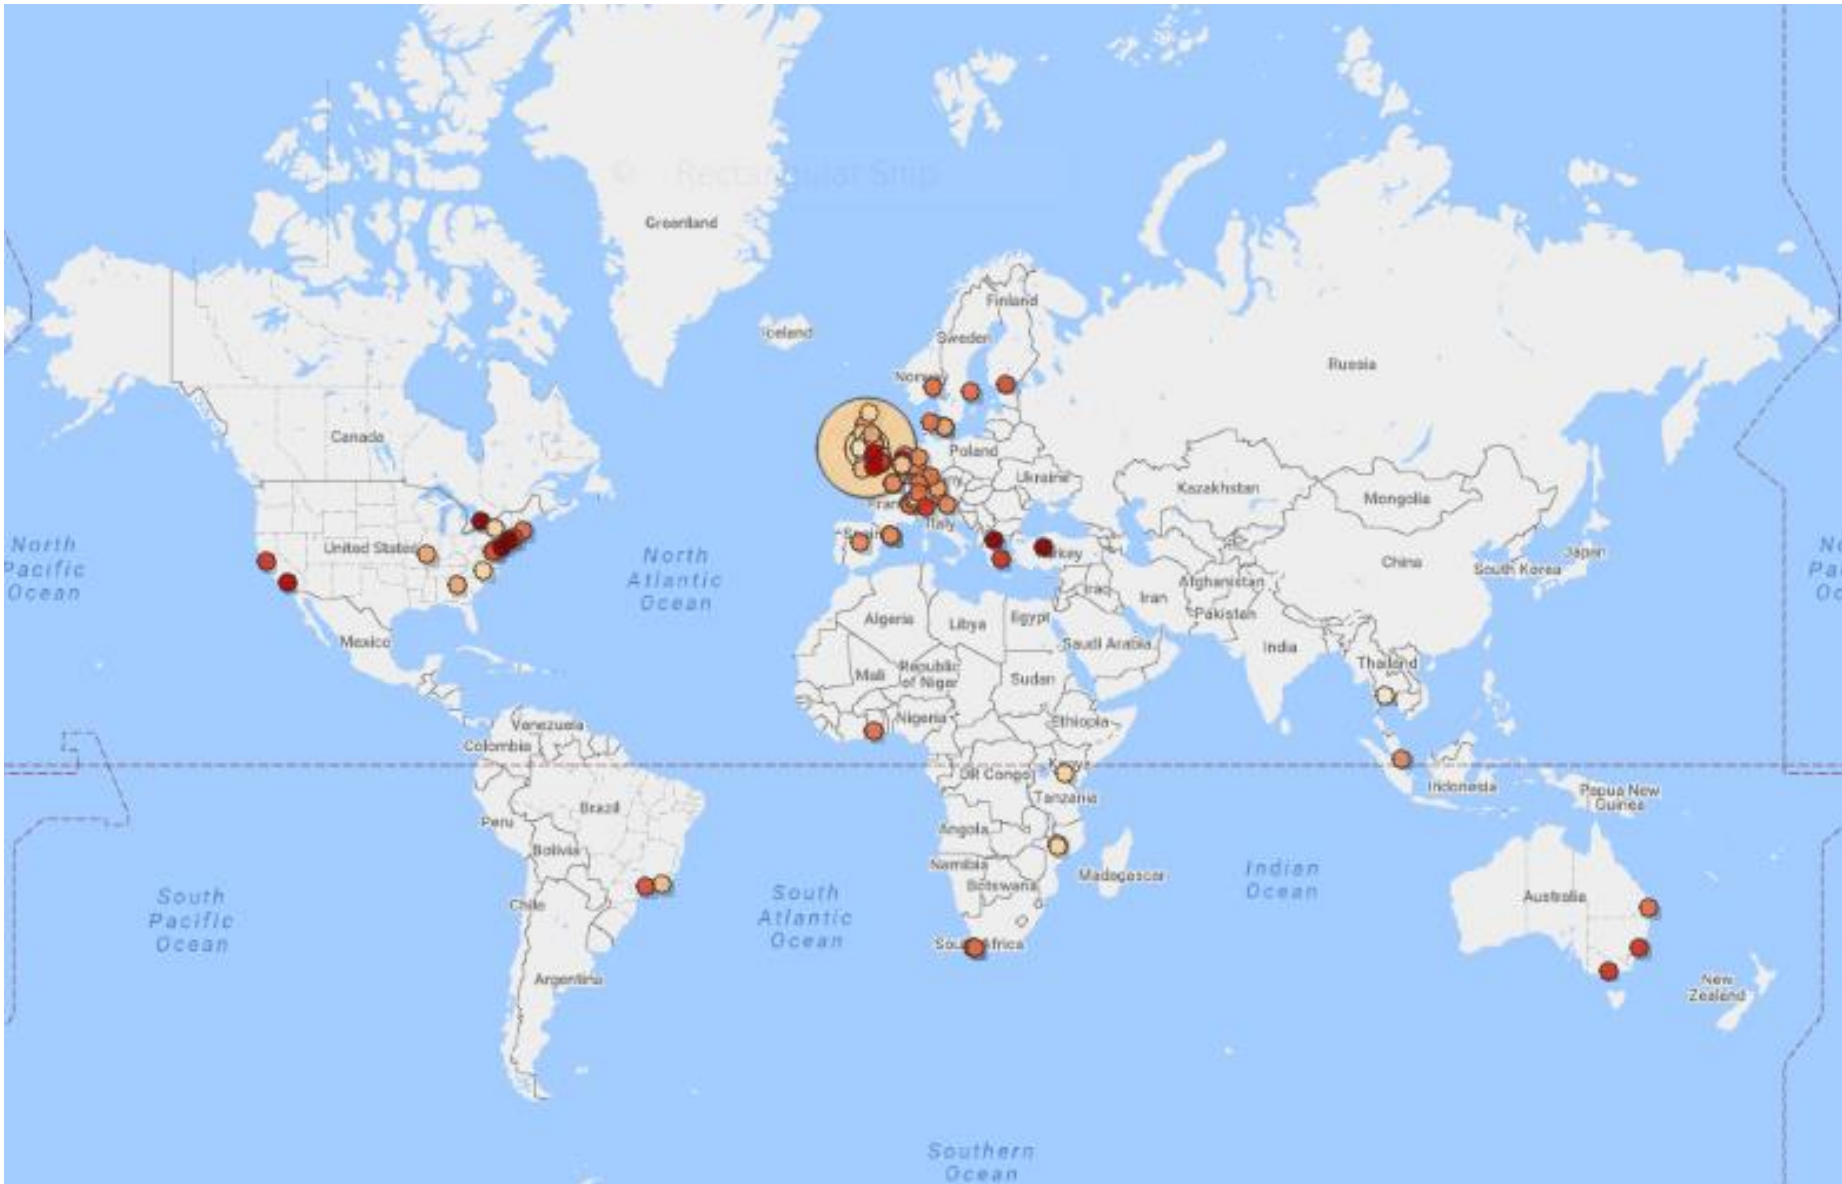 Rectangular Snip
Greenland
Iceland
Finland
Sweden
Norway
Russia
Canada
Poland
Ukraine
Kazakhstan
Mongolia
Italy
United States
North
Pacific
Ocean
North
Atlantic
Ocean
China
Japan
South Korea
Afghanistan
Iraq
Iran
Pakistan
Algeria
Libya
Egypt
Saudi Arabia
India
Mexico
Thailand
Mali
Republic
of Niger
Sudan
Nigeria
Ethiopia
Venezuela
Colombia
DR Congo
Tanzania
Indonesia
Papua New
Guinea
Brazil
Peru
Angola
Bolivia
Namibia
Botswana
Madagascar
Indian
Ocean
Australia
Chile
South
Pacific
Ocean
South
Atlantic
Ocean
Argentina
New
Zealand
Southern
Ocean